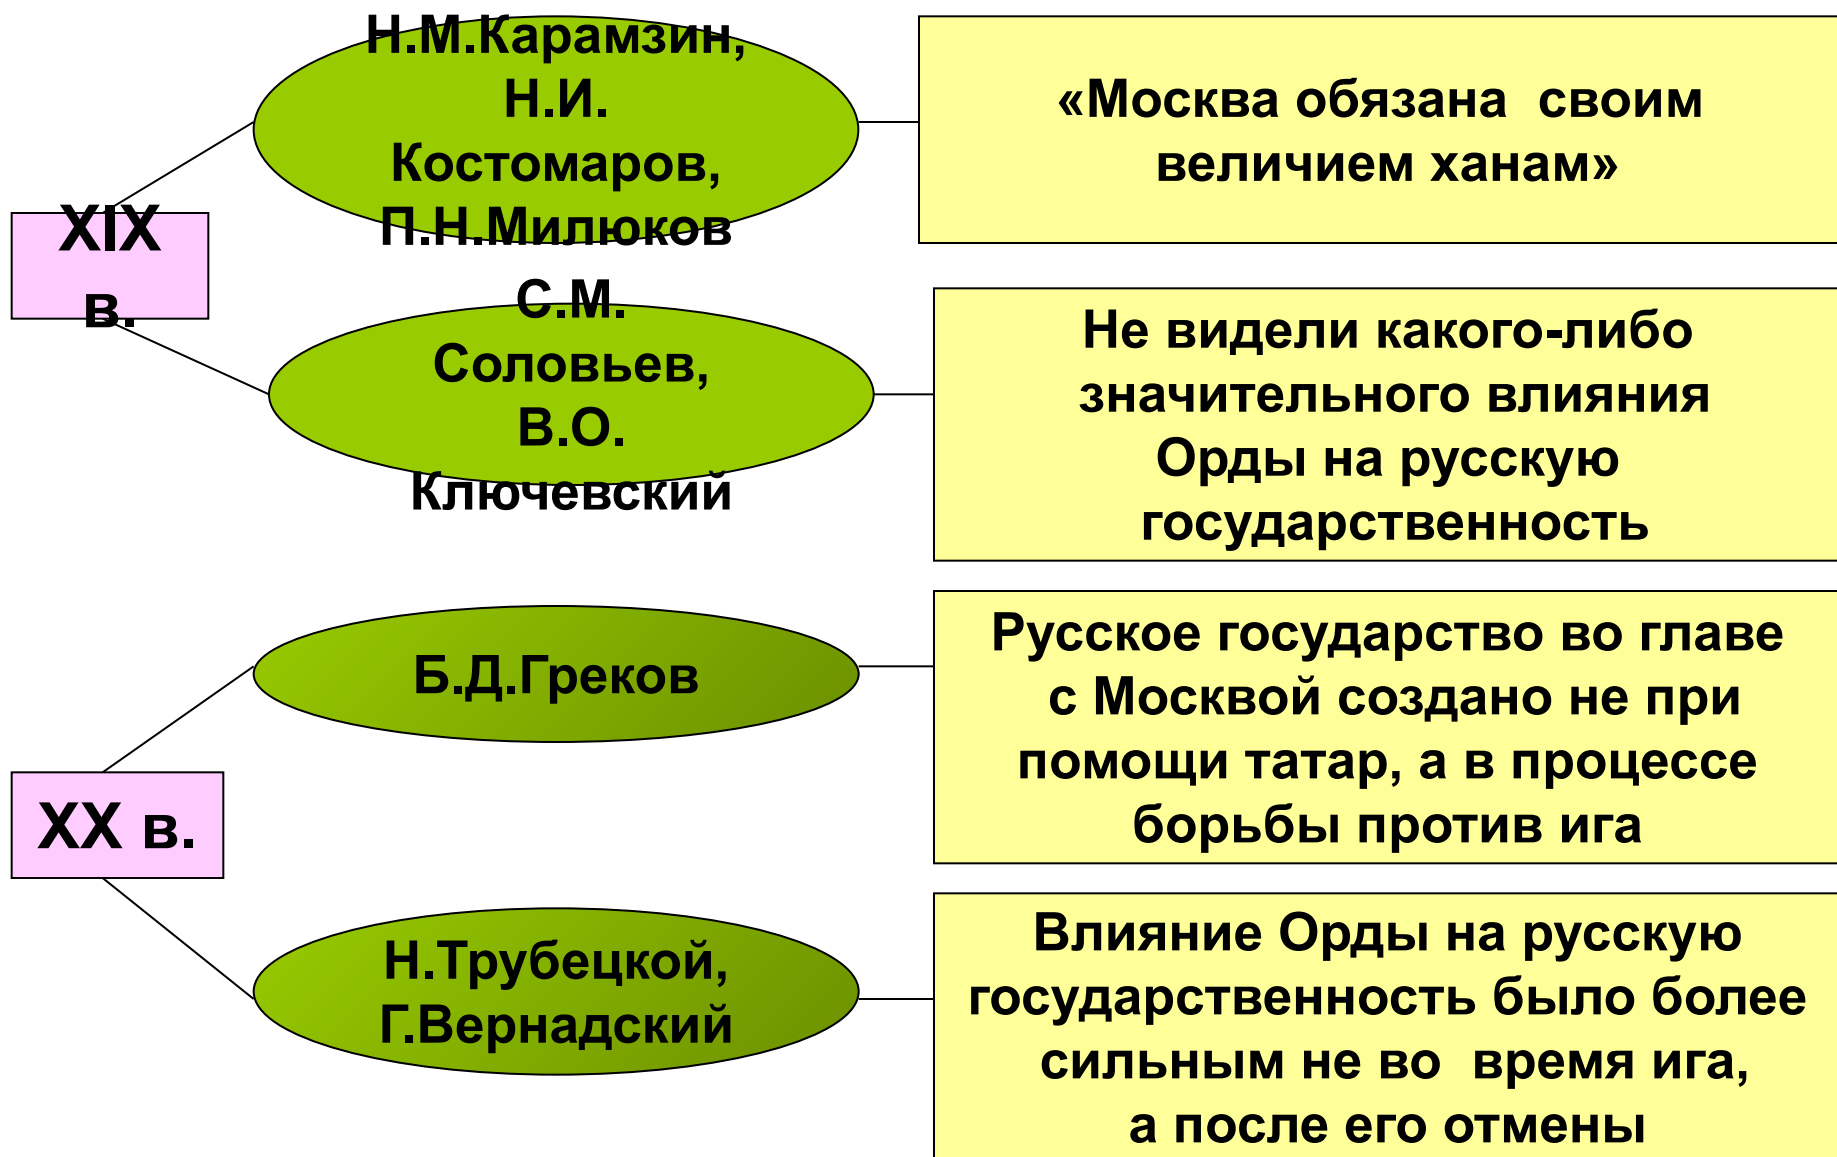 XIX
в.
Н.М.Карамзин,
Н.И.
Костомаров,
П.Н.Милюков
«Москва обязана своим
величием ханам»
С.М.
Соловьев,
В.О.
Ключевский
Не видели какого-либо
значительного влияния
Орды на русскую
государственность
XX в.
Б.Д.Греков
Русское государство во главе
с Москвой создано не при
помощи татар, а в процессе
борьбы против ига
Н.Трубецкой,
Г.Вернадский
Влияние Орды на русскую
государственность было более
сильным не во время ига,
а после его отмены